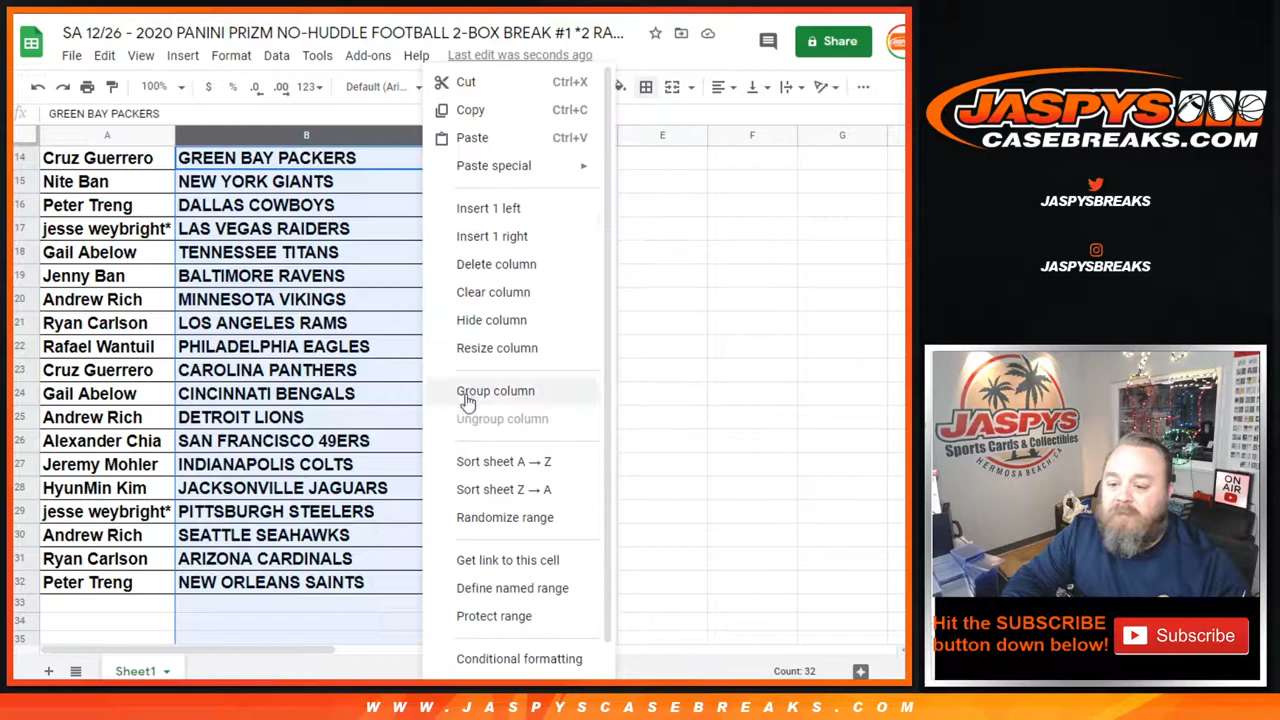 SA 12/26 - 2020 PANINI PRIZM NO-HUDDLE FOOTBALL 2-BOX BREAK #1 *2 RA...
Share
File Edit View Insert Format Data Tools Add-ons Help Last edit was seconds ago
100% $ % .0 .00 123 Default (Ari...
fx GREEN BAY PACKERS
A B E F G
14 Cruz Guerrero GREEN BAY PACKERS
15 Nite Ban NEW YORK GIANTS
16 Peter Treng DALLAS COWBOYS
17 jesse weybright* LAS VEGAS RAIDERS
18 Gail Abelow TENNESSEE TITANS
19 Jenny Ban BALTIMORE RAVENS
20 Andrew Rich MINNESOTA VIKINGS
21 Ryan Carlson LOS ANGELES RAMS
22 Rafael Wantuil PHILADELPHIA EAGLES
23 Cruz Guerrero CAROLINA PANTHERS
24 Gail Abelow CINCINNATI BENGALS
25 Andrew Rich DETROIT LIONS
26 Alexander Chia SAN FRANCISCO 49ERS
27 Jeremy Mohler INDIANAPOLIS COLTS
28 HyunMin Kim JACKSONVILLE JAGUARS
29 jesse weybright* PITTSBURGH STEELERS
30 Andrew Rich SEATTLE SEAHAWKS
31 Ryan Carlson ARIZONA CARDINALS
32 Peter Treng NEW ORLEANS SAINTS
33
34
35
Cut Ctrl+X
Copy Ctrl+C
Paste Ctrl+V
Paste special
Insert 1 left
Insert 1 right
Delete column
Clear column
Hide column
Resize column
Group column
Ungroup column
Sort sheet A → Z
Sort sheet Z → A
Randomize range
Get link to this cell
Define named range
Protect range
Conditional formatting
Sheet1
Count: 32
JASPYS
CASEBREAKS.COM
JASPYSBREAKS
JASPYSBREAKS
JASPYS
Sports Cards & Collectibles
HERMOSA BEACH, CA
ON
AIR
Hit the SUBSCRIBE
button down below!
Subscribe
WWW.JASPYSCASEBREAKS.COM